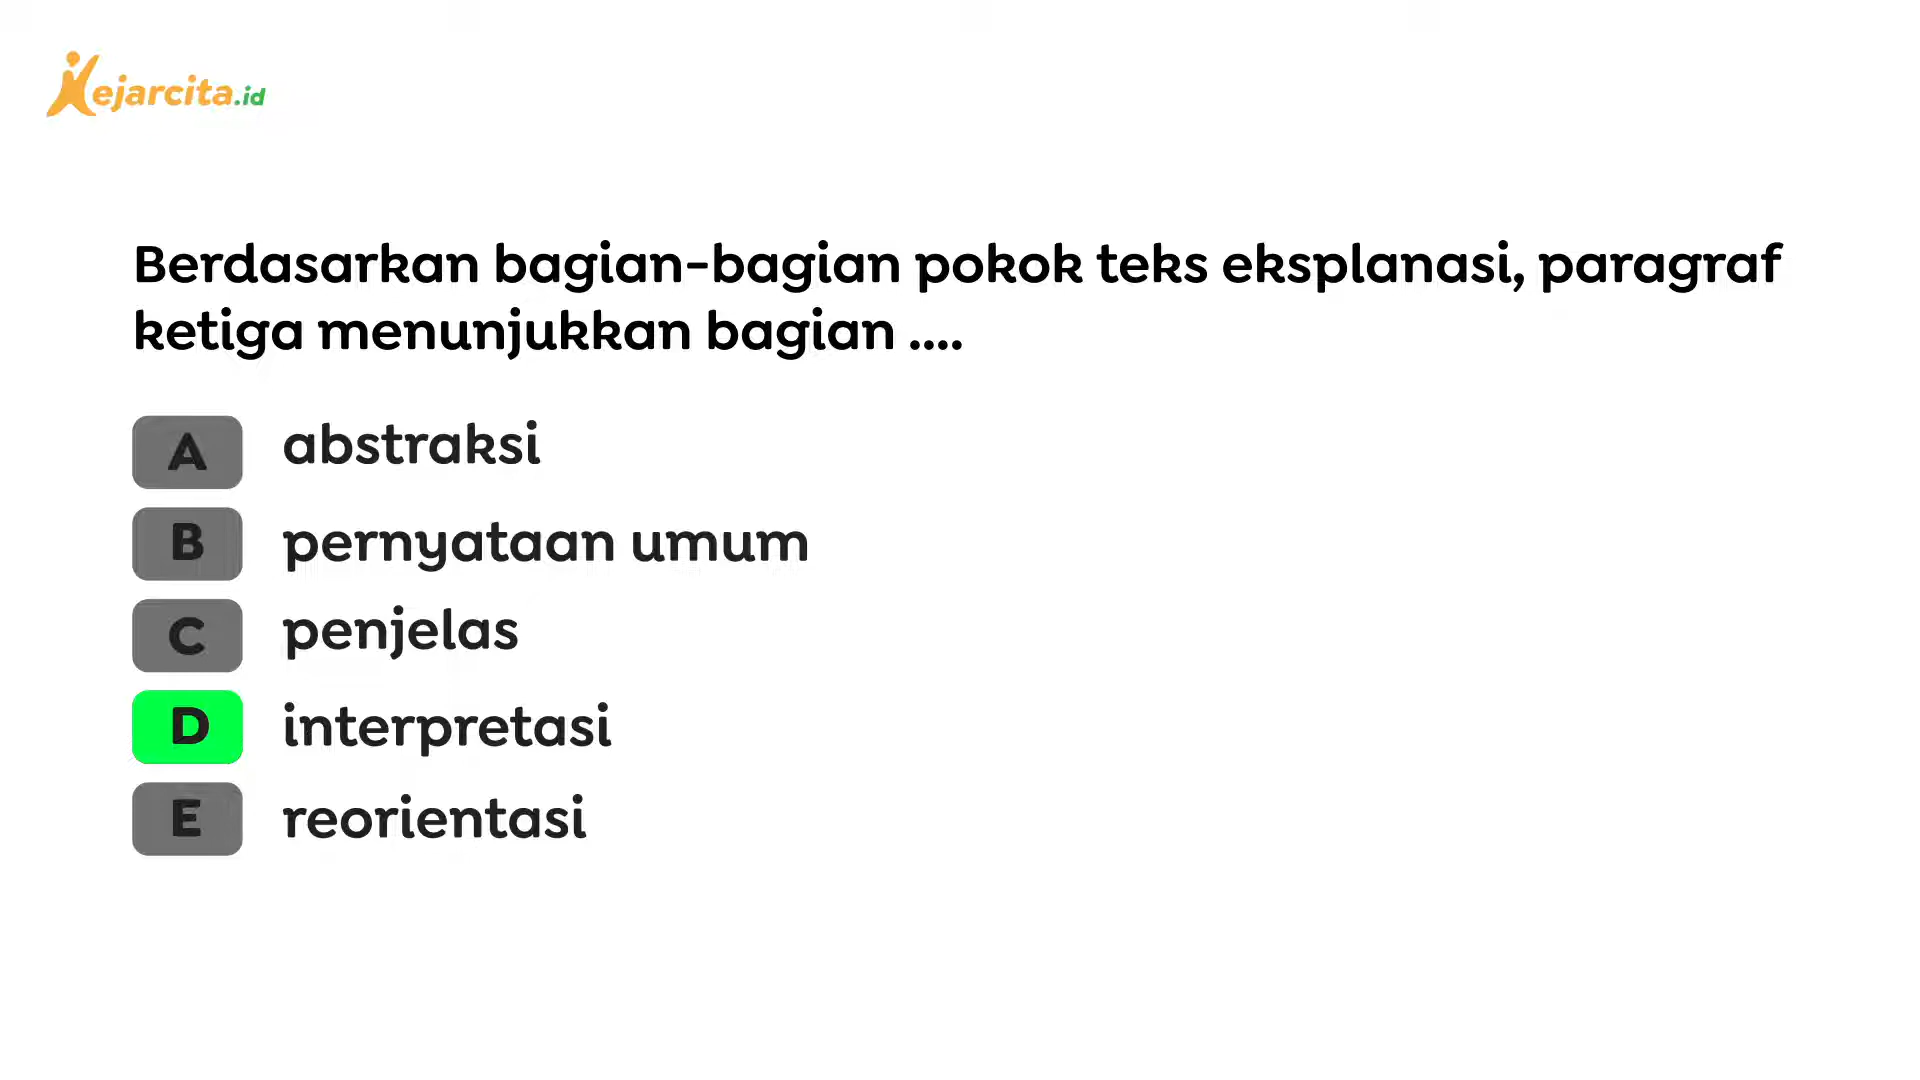 Kejarcita.id
Berdasarkan bagian-bagian pokok teks eksplanasi, paragraf
ketiga menunjukkan bagian ....
A abstraksi
B pernyataan umum
C penjelas
D interpretasi
E reorientasi